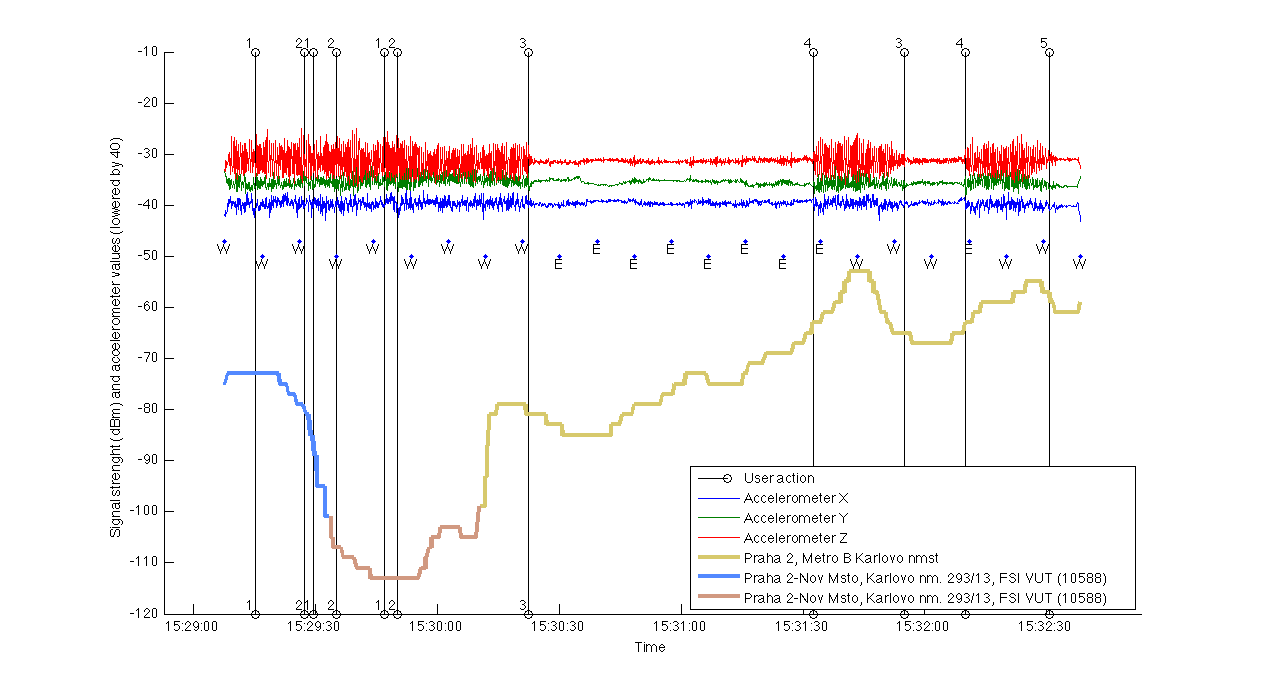 1 21 2 1 2 3 4 3 4 5
-10
-20
-30
-40
-50
-60
-70
-80
-90
-100
-110
-120
Signal strenght (dBm) and accelerometer values (lowered by 40)
W W W W W E E E E W E W
W W W W E E E E W W W W
User action
Accelerometer X
Accelerometer Y
Accelerometer Z
Praha 2, Metro B Karlovo nmst
Praha 2-Nov Msto, Karlovo nm. 293/13, FSI VUT (10588)
Praha 2-Nov Msto, Karlovo nm. 293/13, FSI VUT (10588)
1 21 2 1 2 3
15:29:00 15:29:30 15:30:00 15:30:30 15:31:00 15:31:30 15:32:00 15:32:30
Time